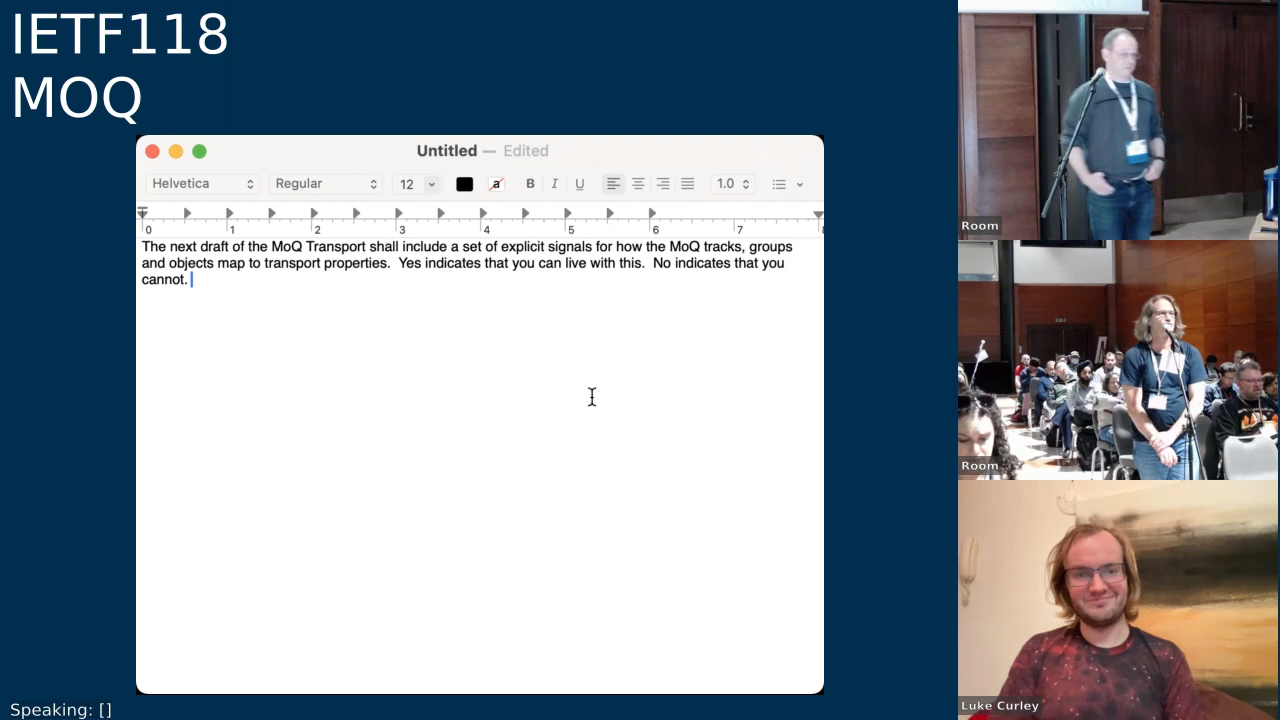 IETF118
MOQ
Untitled — Edited
Helvetica
Regular
12
a
B I U
1.0
0 1 2 3 4 5 6 7 8
The next draft of the MoQ Transport shall include a set of explicit signals for how the MoQ tracks, groups
and objects map to transport properties.  Yes indicates that you can live with this.  No indicates that you
cannot.
Room
Room
Luke Curley
Speaking: []